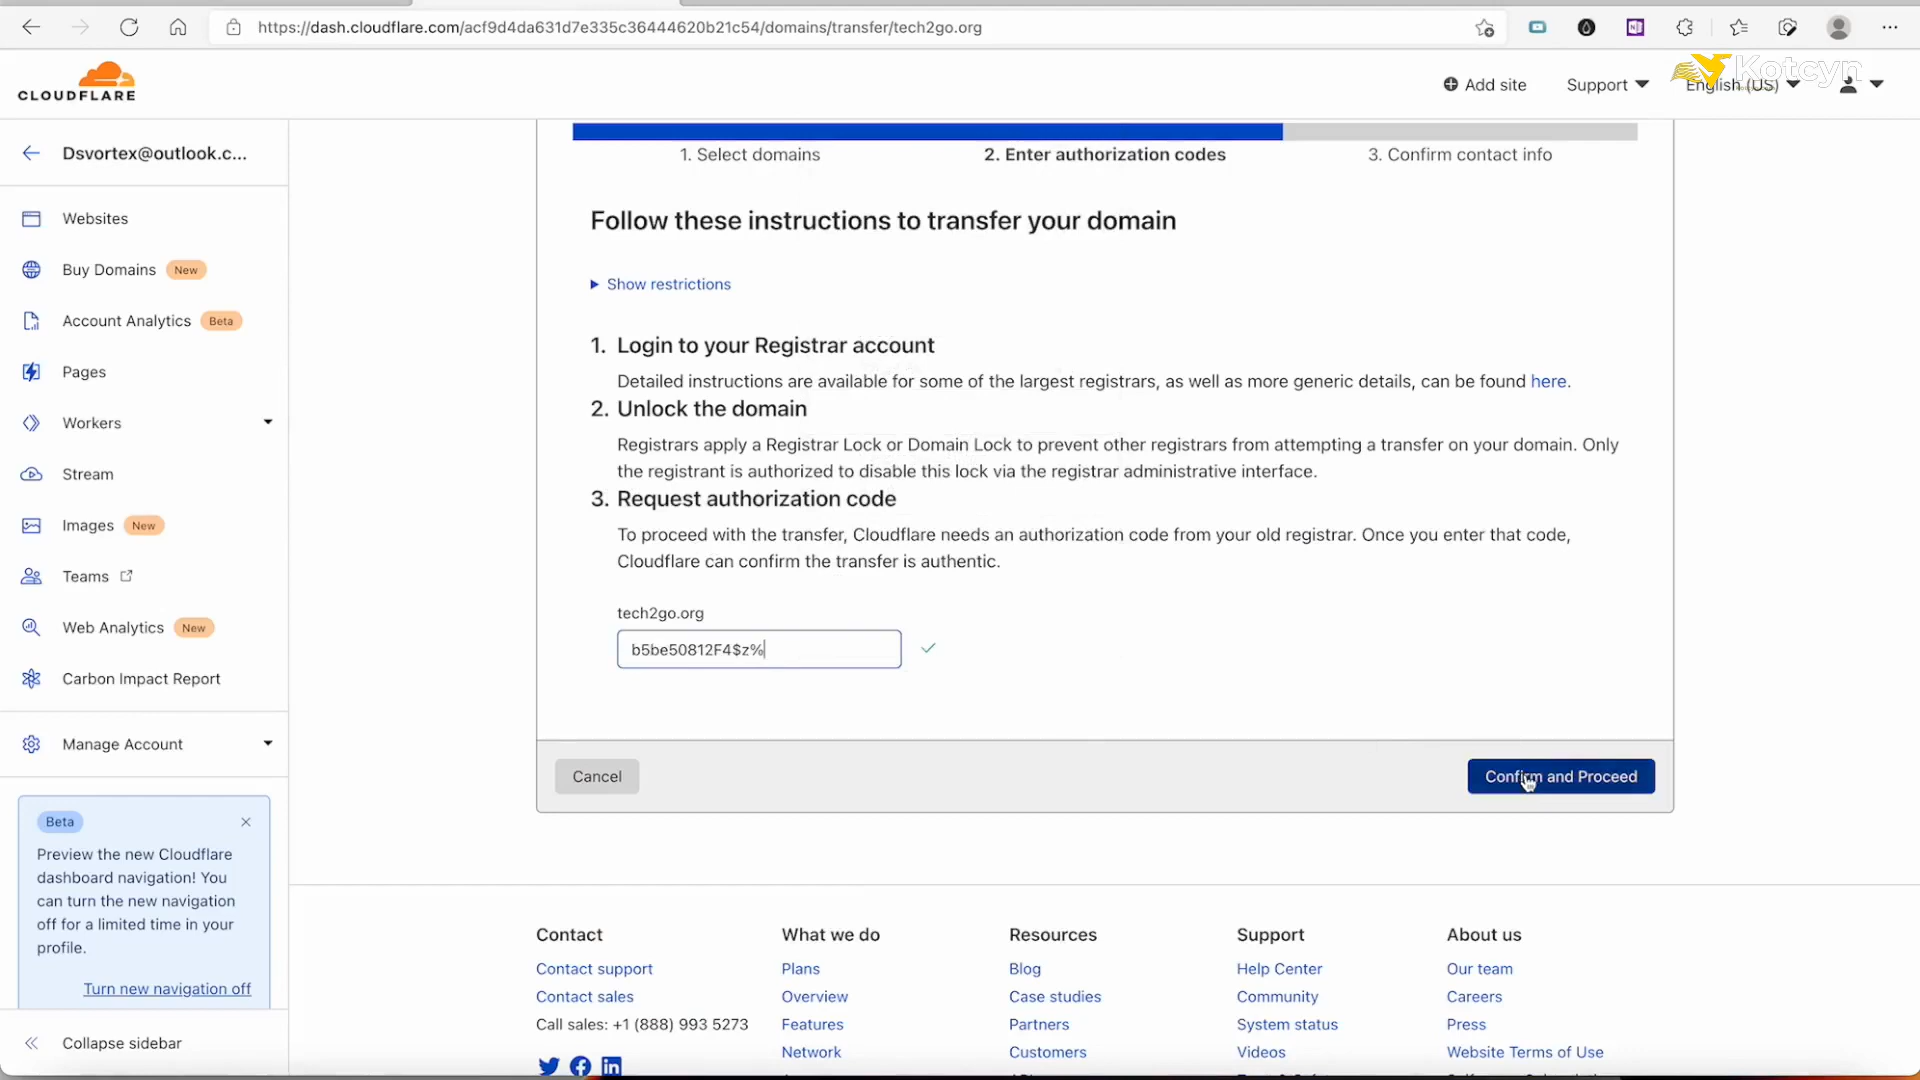 https://dash.cloudflare.com/acf9d4da631d7e335c36444620b21c54/domains/transfer/tech2go.org
CLOUDFLARE
Add site
Support
English (US)
Kotcyn
Dsvortex@outlook.c...
Websites
Buy Domains New
Account Analytics Beta
Pages
Workers
Stream
Images New
Teams
Web Analytics New
Carbon Impact Report
Manage Account
Beta
Preview the new Cloudflare
dashboard navigation! You
can turn the new navigation
off for a limited time in your
profile.
Turn new navigation off
Collapse sidebar
1. Select domains
2. Enter authorization codes
3. Confirm contact info
Follow these instructions to transfer your domain
Show restrictions
1. Login to your Registrar account
Detailed instructions are available for some of the largest registrars, as well as more generic details, can be found here.
2. Unlock the domain
Registrars apply a Registrar Lock or Domain Lock to prevent other registrars from attempting a transfer on your domain. Only
the registrant is authorized to disable this lock via the registrar administrative interface.
3. Request authorization code
To proceed with the transfer, Cloudflare needs an authorization code from your old registrar. Once you enter that code,
Cloudflare can confirm the transfer is authentic.
tech2go.org
b5be50812F4$z%
Cancel
Confirm and Proceed
Contact
Contact support
Contact sales
Call sales: +1 (888) 993 5273
What we do
Plans
Overview
Features
Network
Resources
Blog
Case studies
Partners
Customers
Support
Help Center
Community
System status
Videos
About us
Our team
Careers
Press
Website Terms of Use